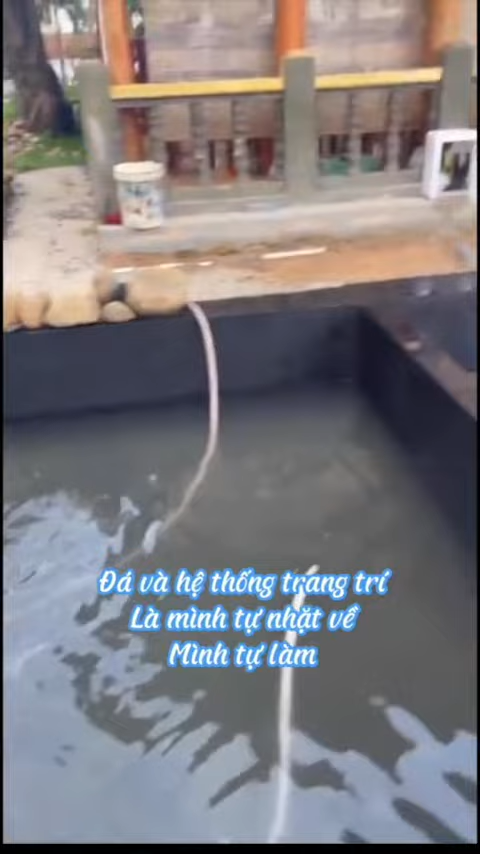 Đá và hệ thống trang trí
Là mình tự nhặt về
Mình tự làm